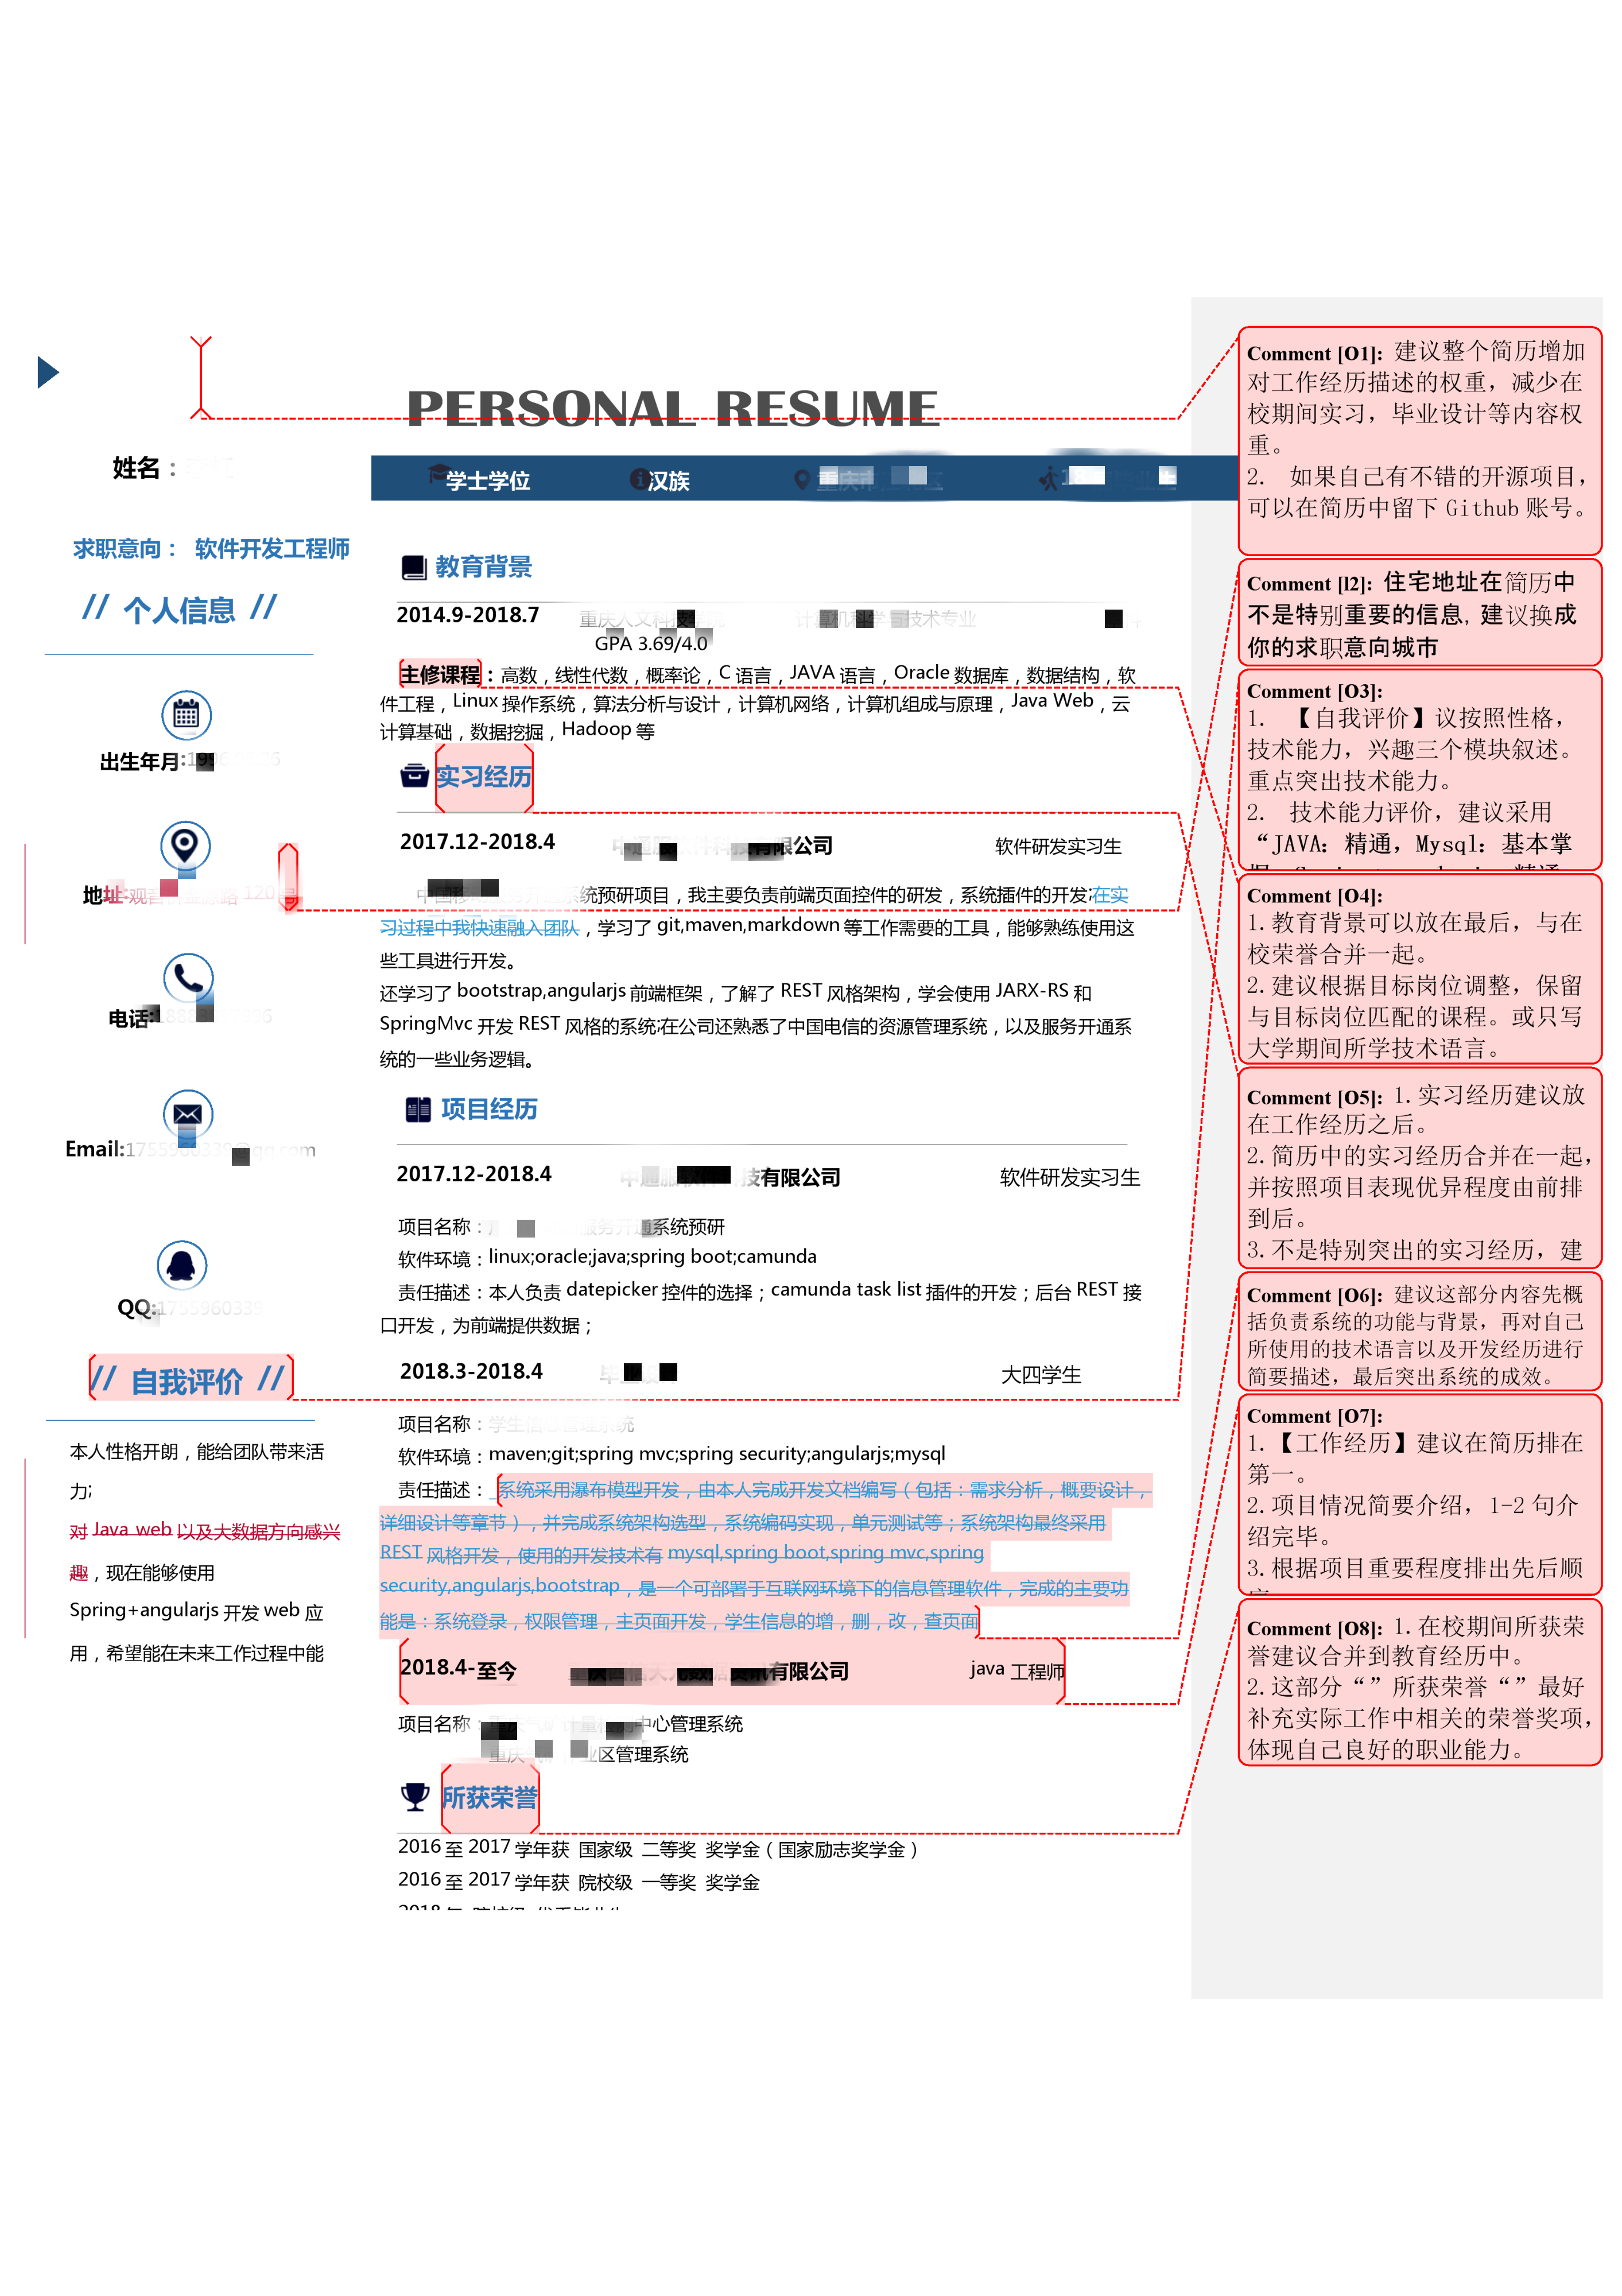 PERSONAL RESUME
姓名：
学士学位 汉族
求职意向： 软件开发工程师
// 个人信息 //
出生年月:
地址:
电话:
Email:
QQ:
// 自我评价 //
本人性格开朗，能给团队带来活
力;
对 Java web 以及大数据方向感兴
趣，现在能够使用
Spring+angularjs 开发 web 应
用，希望能在未来工作过程中能
教育背景
2014.9-2018.7
GPA 3.69/4.0
主修课程：高数，线性代数，概率论，C 语言，JAVA 语言，Oracle 数据库，数据结构，软
件工程，Linux 操作系统，算法分析与设计，计算机网络，计算机组成与原理，Java Web，云
计算基础，数据挖掘，Hadoop 等
实习经历
2017.12-2018.4 有限公司 软件研发实习生
系统预研项目，我主要负责前端页面控件的研发，系统插件的开发;在实
习过程中我快速融入团队，学习了 git,maven,markdown 等工作需要的工具，能够熟练使用这
些工具进行开发。
还学习了 bootstrap,angularjs 前端框架，了解了 REST 风格架构，学会使用 JARX-RS 和
SpringMvc 开发 REST 风格的系统;在公司还熟悉了中国电信的资源管理系统，以及服务开通系
统的一些业务逻辑。
项目经历
2017.12-2018.4 技有限公司 软件研发实习生
项目名称： 系统预研
软件环境：linux;oracle;java;spring boot;camunda
责任描述：本人负责 datepicker 控件的选择；camunda task list 插件的开发；后台 REST 接
口开发，为前端提供数据；
2018.3-2018.4 大四学生
项目名称：学生信息管理系统
软件环境：maven;git;spring mvc;spring security;angularjs;mysql
责任描述： 系统采用瀑布模型开发，由本人完成开发文档编写（包括：需求分析，概要设计，
详细设计等章节），并完成系统架构选型，系统编码实现，单元测试等；系统架构最终采用
REST 风格开发，使用的开发技术有 mysql,spring boot,spring mvc,spring
security,angularjs,bootstrap，是一个可部署于互联网环境下的信息管理软件，完成的主要功
能是：系统登录，权限管理，主页面开发，学生信息的增，删，改，查页面
2018.4-至今 有限公司 java 工程师
项目名称： 中心管理系统
业区管理系统
所获荣誉
2016 至 2017 学年获 国家级 二等奖 奖学金（国家励志奖学金）
2016 至 2017 学年获 院校级 一等奖 奖学金
Comment [O1]: 建议整个简历增加
对工作经历描述的权重，减少在
校期间实习，毕业设计等内容权
重。
2. 如果自己有不错的开源项目，
可以在简历中留下 Github 账号。
Comment [I2]: 住宅地址在简历中
不是特别重要的信息, 建议换成
你的求职意向城市
Comment [O3]:
1. 【自我评价】议按照性格，
技术能力，兴趣三个模块叙述。
重点突出技术能力。
2. 技术能力评价，建议采用
“JAVA: 精通, Mysql: 基本掌
Comment [O4]:
1.教育背景可以放在最后，与在
校荣誉合并一起。
2.建议根据目标岗位调整，保留
与目标岗位匹配的课程。或只写
大学期间所学技术语言。
Comment [O5]: 1.实习经历建议放
在工作经历之后。
2.简历中的实习经历合并在一起，
并按照项目表现优异程度由前排
到后。
3.不是特别突出的实习经历，建
Comment [O6]: 建议这部分内容先概
括负责系统的功能与背景，再对自己
所使用的技术语言以及开发经历进行
简要描述，最后突出系统的成效。
Comment [O7]:
1.【工作经历】建议在简历排在
第一。
2.项目情况简要介绍，1-2 句介
绍完毕。
3.根据项目重要程度排出先后顺
Comment [O8]: 1.在校期间所获荣
誉建议合并到教育经历中。
2.这部分“”所获荣誉“”最好
补充实际工作中相关的荣誉奖项，
体现自己良好的职业能力。